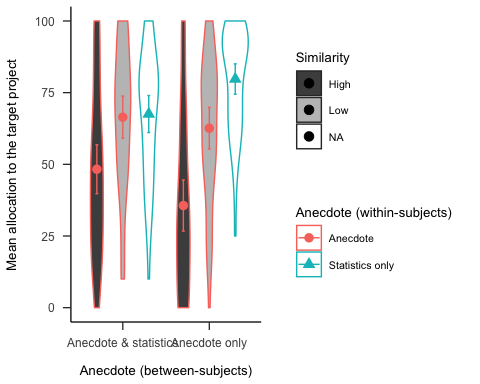 Mean allocation to the target project
100
75
50
25
0
Anecdote & statistics
Anecdote only
Anecdote (between-subjects)
Similarity
High
Low
NA
Anecdote (within-subjects)
Anecdote
Statistics only